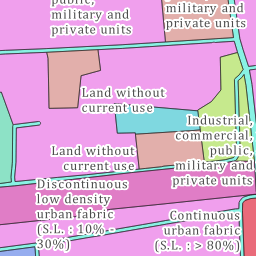 public,
military and
private units
military and
private units
Land without
current use
Industrial,
commercial,
public,
military and
private units
Land without
current use
Discontinuous
low density
urban fabric
(S.L. : 10% -
30%)
Continuous
urban fabric
(S.L. : > 80%)